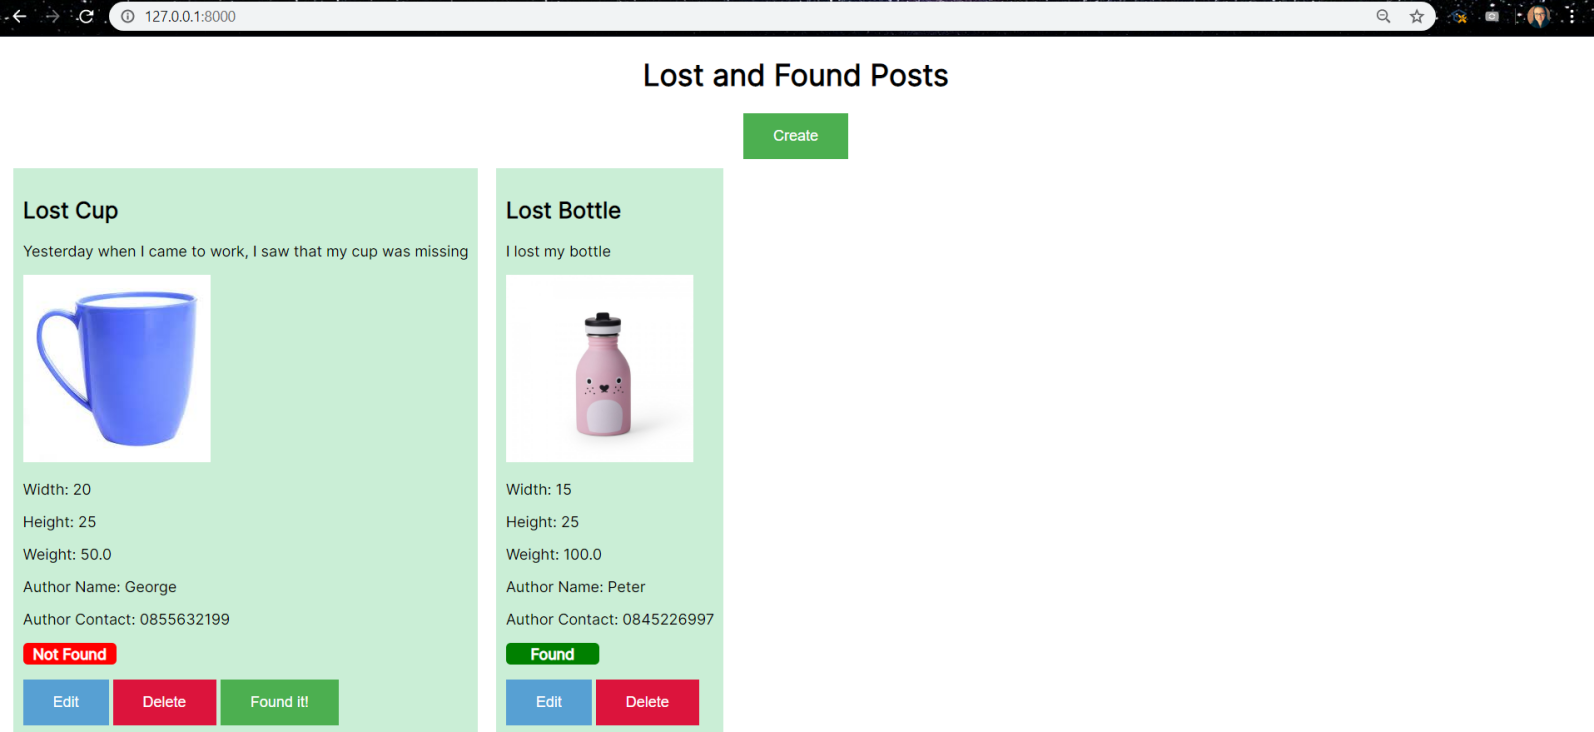 127.0.0.1:8000
Lost and Found Posts
Create
Lost Cup
Yesterday when I came to work, I saw that my cup was missing
Width: 20
Height: 25
Weight: 50.0
Author Name: George
Author Contact: 0855632199
Not Found
Edit Delete Found it!
Lost Bottle
I lost my bottle
Width: 15
Height: 25
Weight: 100.0
Author Name: Peter
Author Contact: 0845226997
Found
Edit Delete